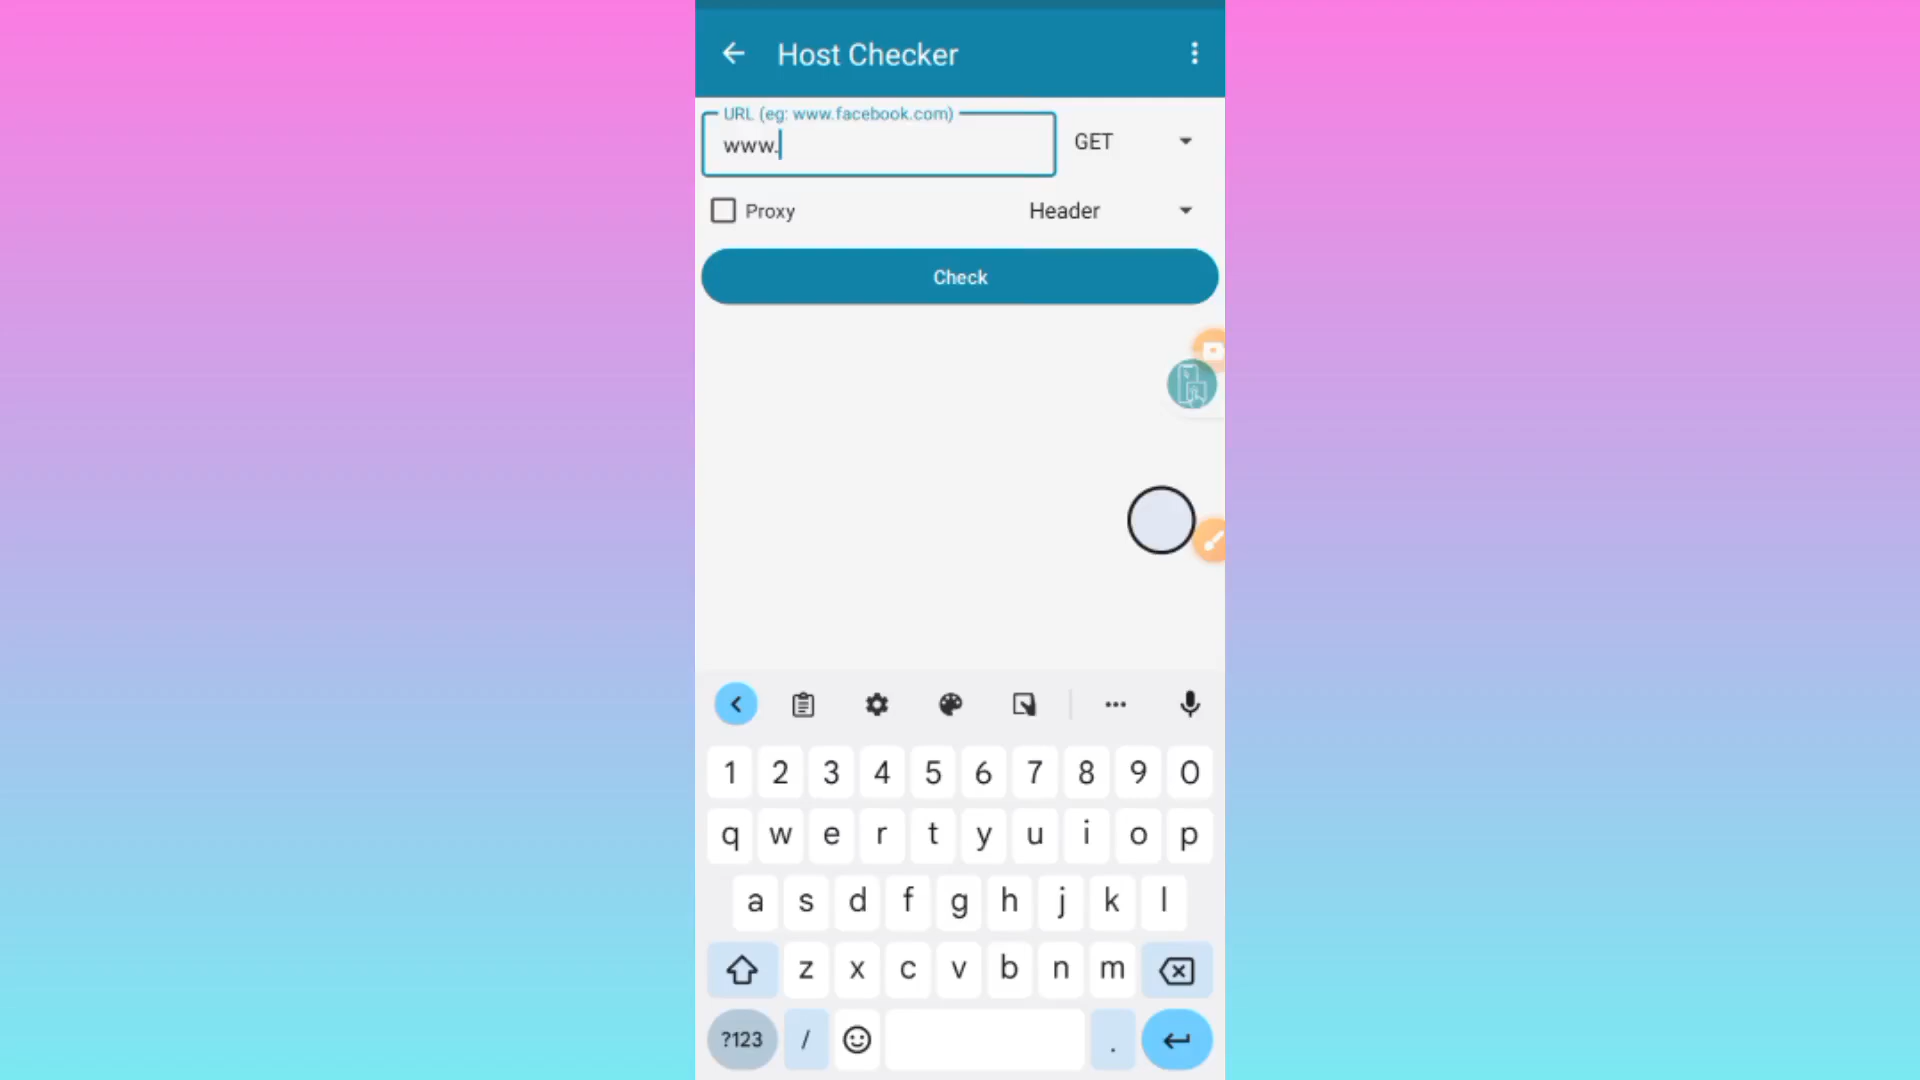 Host Checker
URL (eg: www.facebook.com)
www.
GET
Proxy
Header
Check
1 2 3 4 5 6 7 8 9 0
q w e r t y u i o p
a s d f g h j k l
z x c v b n m
?123 / .